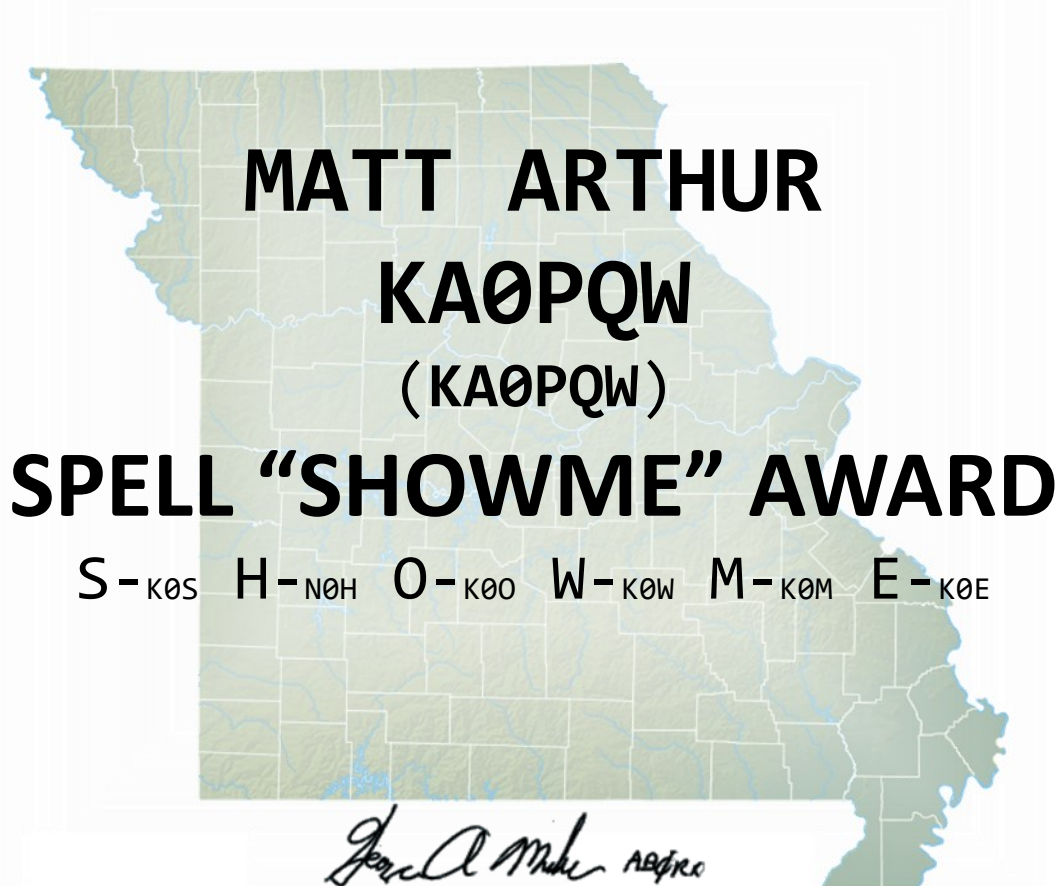 MATT ARTHUR
KA0PQW
(KA0PQW)
SPELL “SHOWME” AWARD
S-K0S H-N0H O-K0O W-K0W M-K0M E-K0E